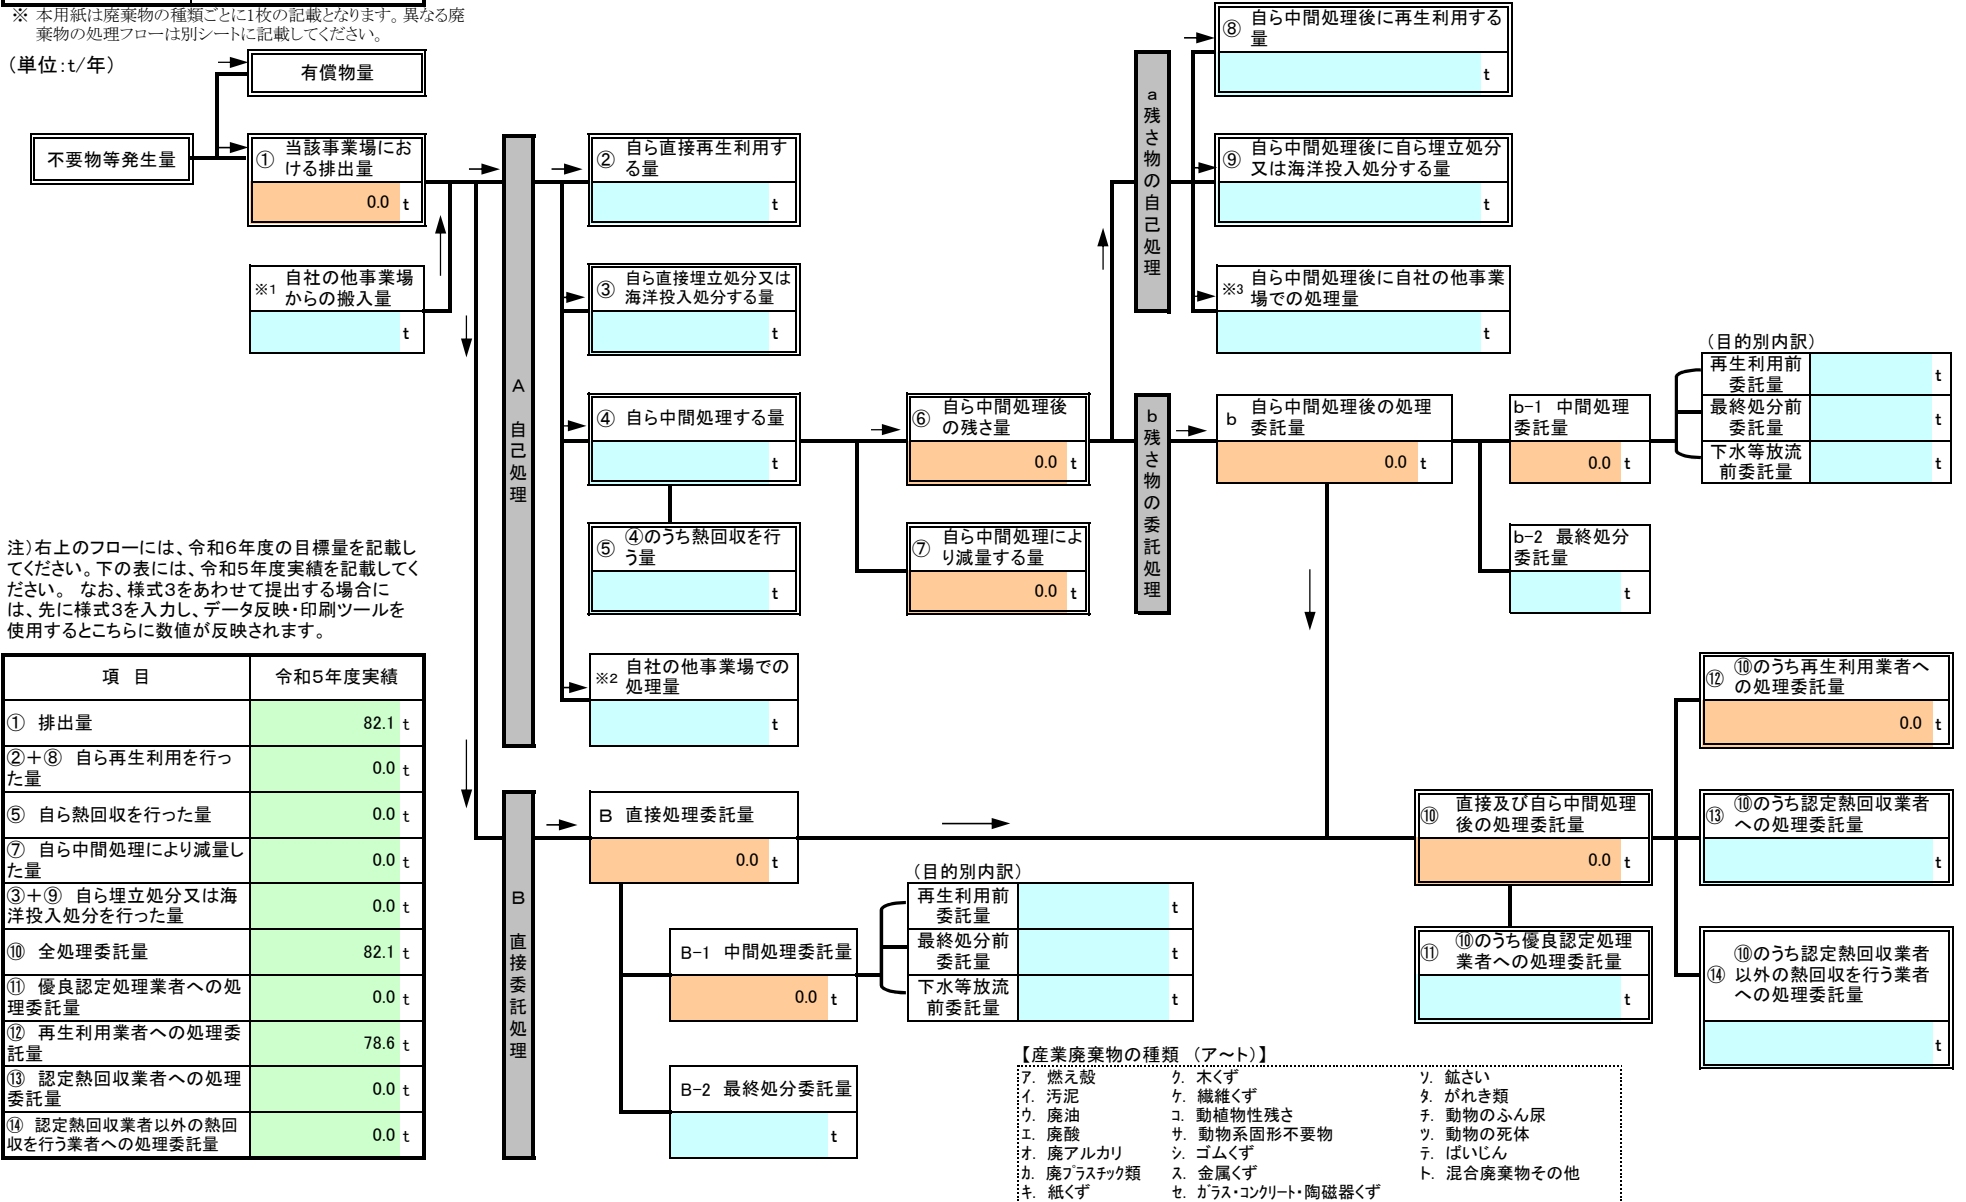 ※ 本用紙は廃棄物の種類ごとに1枚の記載となります。異なる廃
棄物の処理フローは別シートに記載してください。
(単位:t/年)
有償物量
不要物等発生量
① 当該事業場にお
ける排出量
0.0 t
※1 自社の他事業場
からの搬入量
t
A 自己処理
② 自ら直接再生利用す
る量
t
③ 自ら直接埋立処分又は
海洋投入処分する量
t
④ 自ら中間処理する量
t
⑤ ④のうち熱回収を行
う量
t
※2 自社の他事業場での
処理量
t
⑥ 自ら中間処理後
の残さ量
0.0 t
⑦ 自ら中間処理によ
り減量する量
0.0 t
a 残さ物の自己処理
⑧ 自ら中間処理後に再生利用する
量
t
⑨ 自ら中間処理後に自ら埋立処分
又は海洋投入処分する量
t
※3 自ら中間処理後に自社の他事業
場での処理量
t
b 残さ物の委託処理
b 自ら中間処理後の処理
委託量
0.0 t
b-1 中間処理
委託量
0.0 t
b-2 最終処分
委託量
t
(目的別内訳)
再生利用前
委託量
t
最終処分前
委託量
t
下水等放流
前委託量
t
注)右上のフローには、令和6年度の目標量を記載し
てください。下の表には、令和5年度実績を記載してく
ださい。 なお、様式3をあわせて提出する場合に
は、先に様式3を入力し、データ反映・印刷ツールを
使用するとこちらに数値が反映されます。
項 目 令和5年度実績
① 排出量 82.1 t
②+⑧ 自ら再生利用を行っ
た量 0.0 t
⑤ 自ら熱回収を行った量 0.0 t
⑦ 自ら中間処理により減量し
た量 0.0 t
③+⑨ 自ら埋立処分又は海
洋投入処分を行った量 0.0 t
⑩ 全処理委託量 82.1 t
⑪ 優良認定処理業者への処
理委託量 0.0 t
⑫ 再生利用業者への処理委
託量 78.6 t
⑬ 認定熱回収業者への処理
委託量 0.0 t
⑭ 認定熱回収業者以外の熱回
収を行う業者への処理委託量 0.0 t
B 直接委託処理
B 直接処理委託量
0.0 t
B-1 中間処理委託量
0.0 t
B-2 最終処分委託量
t
(目的別内訳)
再生利用前
委託量
t
最終処分前
委託量
t
下水等放流
前委託量
t
⑩ 直接及び自ら中間処理
後の処理委託量
0.0 t
⑪ ⑩のうち優良認定処理
業者への処理委託量
t
⑫ ⑩のうち再生利用業者へ
の処理委託量
0.0 t
⑬ ⑩のうち認定熱回収業者
への処理委託量
t
⑭ ⑩のうち認定熱回収業者
以外の熱回収を行う業者
への処理委託量
t
【産業廃棄物の種類 (ア~ト)】
ア. 燃え殻 ク. 木くず ソ. 鉱さい
イ. 汚泥 ケ. 繊維くず タ. がれき類
ウ. 廃油 コ. 動植物性残さ チ. 動物のふん尿
エ. 廃酸 サ. 動物系固形不要物 ツ. 動物の死体
オ. 廃アルカリ シ. ゴムくず テ. ばいじん
カ. 廃プラスチック類 ス. 金属くず ト. 混合廃棄物その他
キ. 紙くず セ. ガラス・コンクリート・陶磁器くず